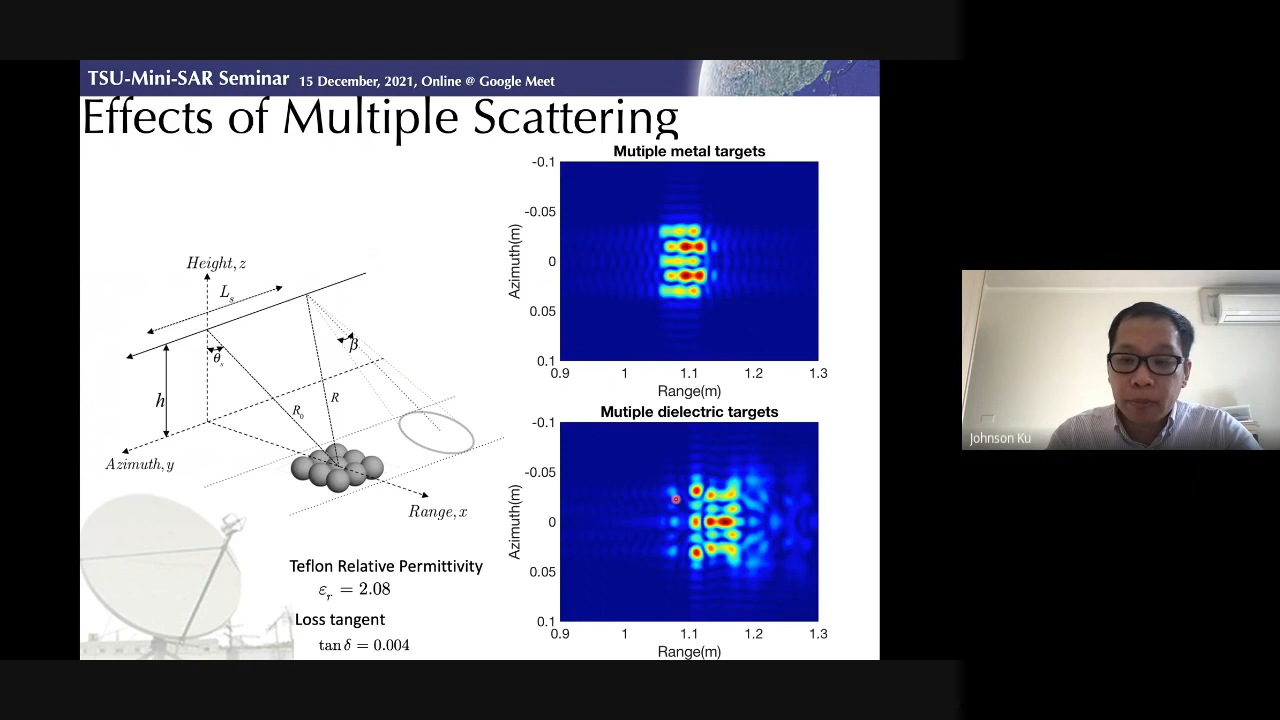 TSU-Mini-SAR Seminar 15 December, 2021, Online @ Google Meet
Effects of Multiple Scattering
Height, z
L_s
θ_s
β
h
R_0
R
Azimuth, y
Range, x
Teflon Relative Permittivity
ε_r = 2.08
Loss tangent
tan δ = 0.004
Mutiple metal targets
-0.1
-0.05
0
0.05
0.1
Azimuth(m)
0.9 1 1.1 1.2 1.3
Range(m)
Mutiple dielectric targets
-0.1
-0.05
0
0.05
0.1
Azimuth(m)
0.9 1 1.1 1.2 1.3
Range(m)
Johnson Ku